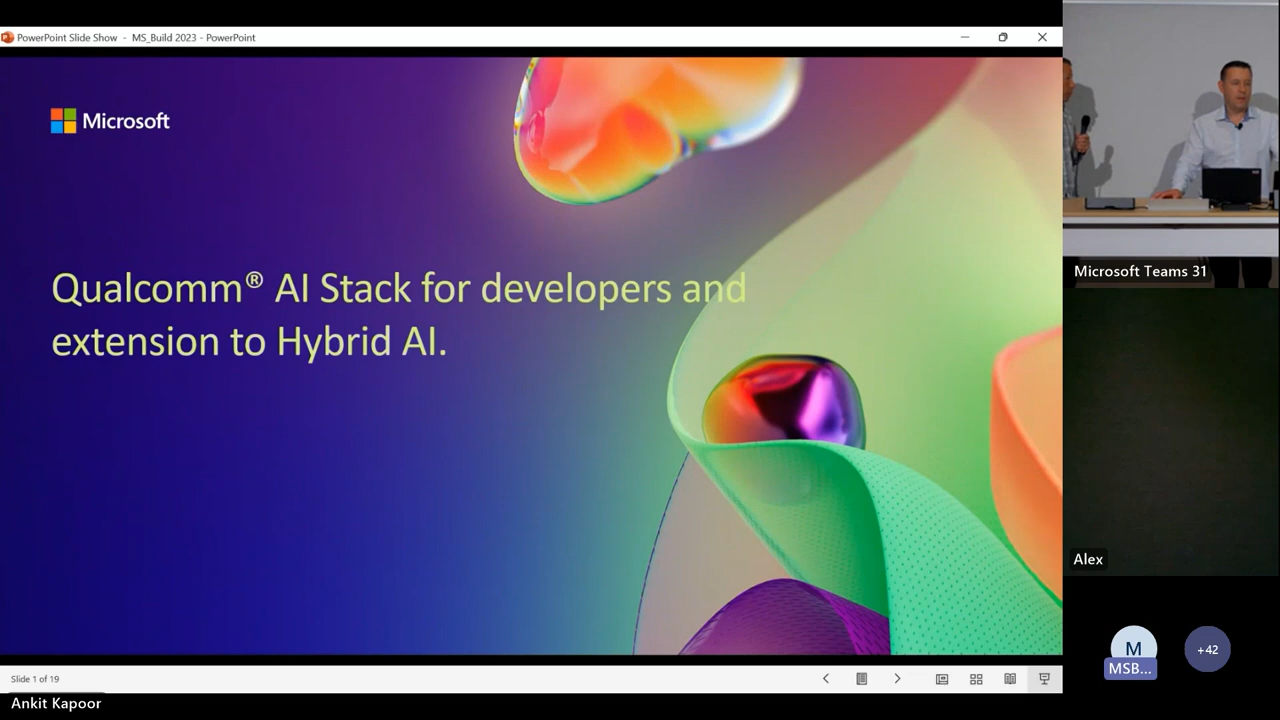 PowerPoint Slide Show - MS_Build 2023 - PowerPoint
Microsoft
Qualcomm® AI Stack for developers and
extension to Hybrid AI.
Slide 1 of 19
Ankit Kapoor
Microsoft Teams 31
Alex
M
MSB...
+42